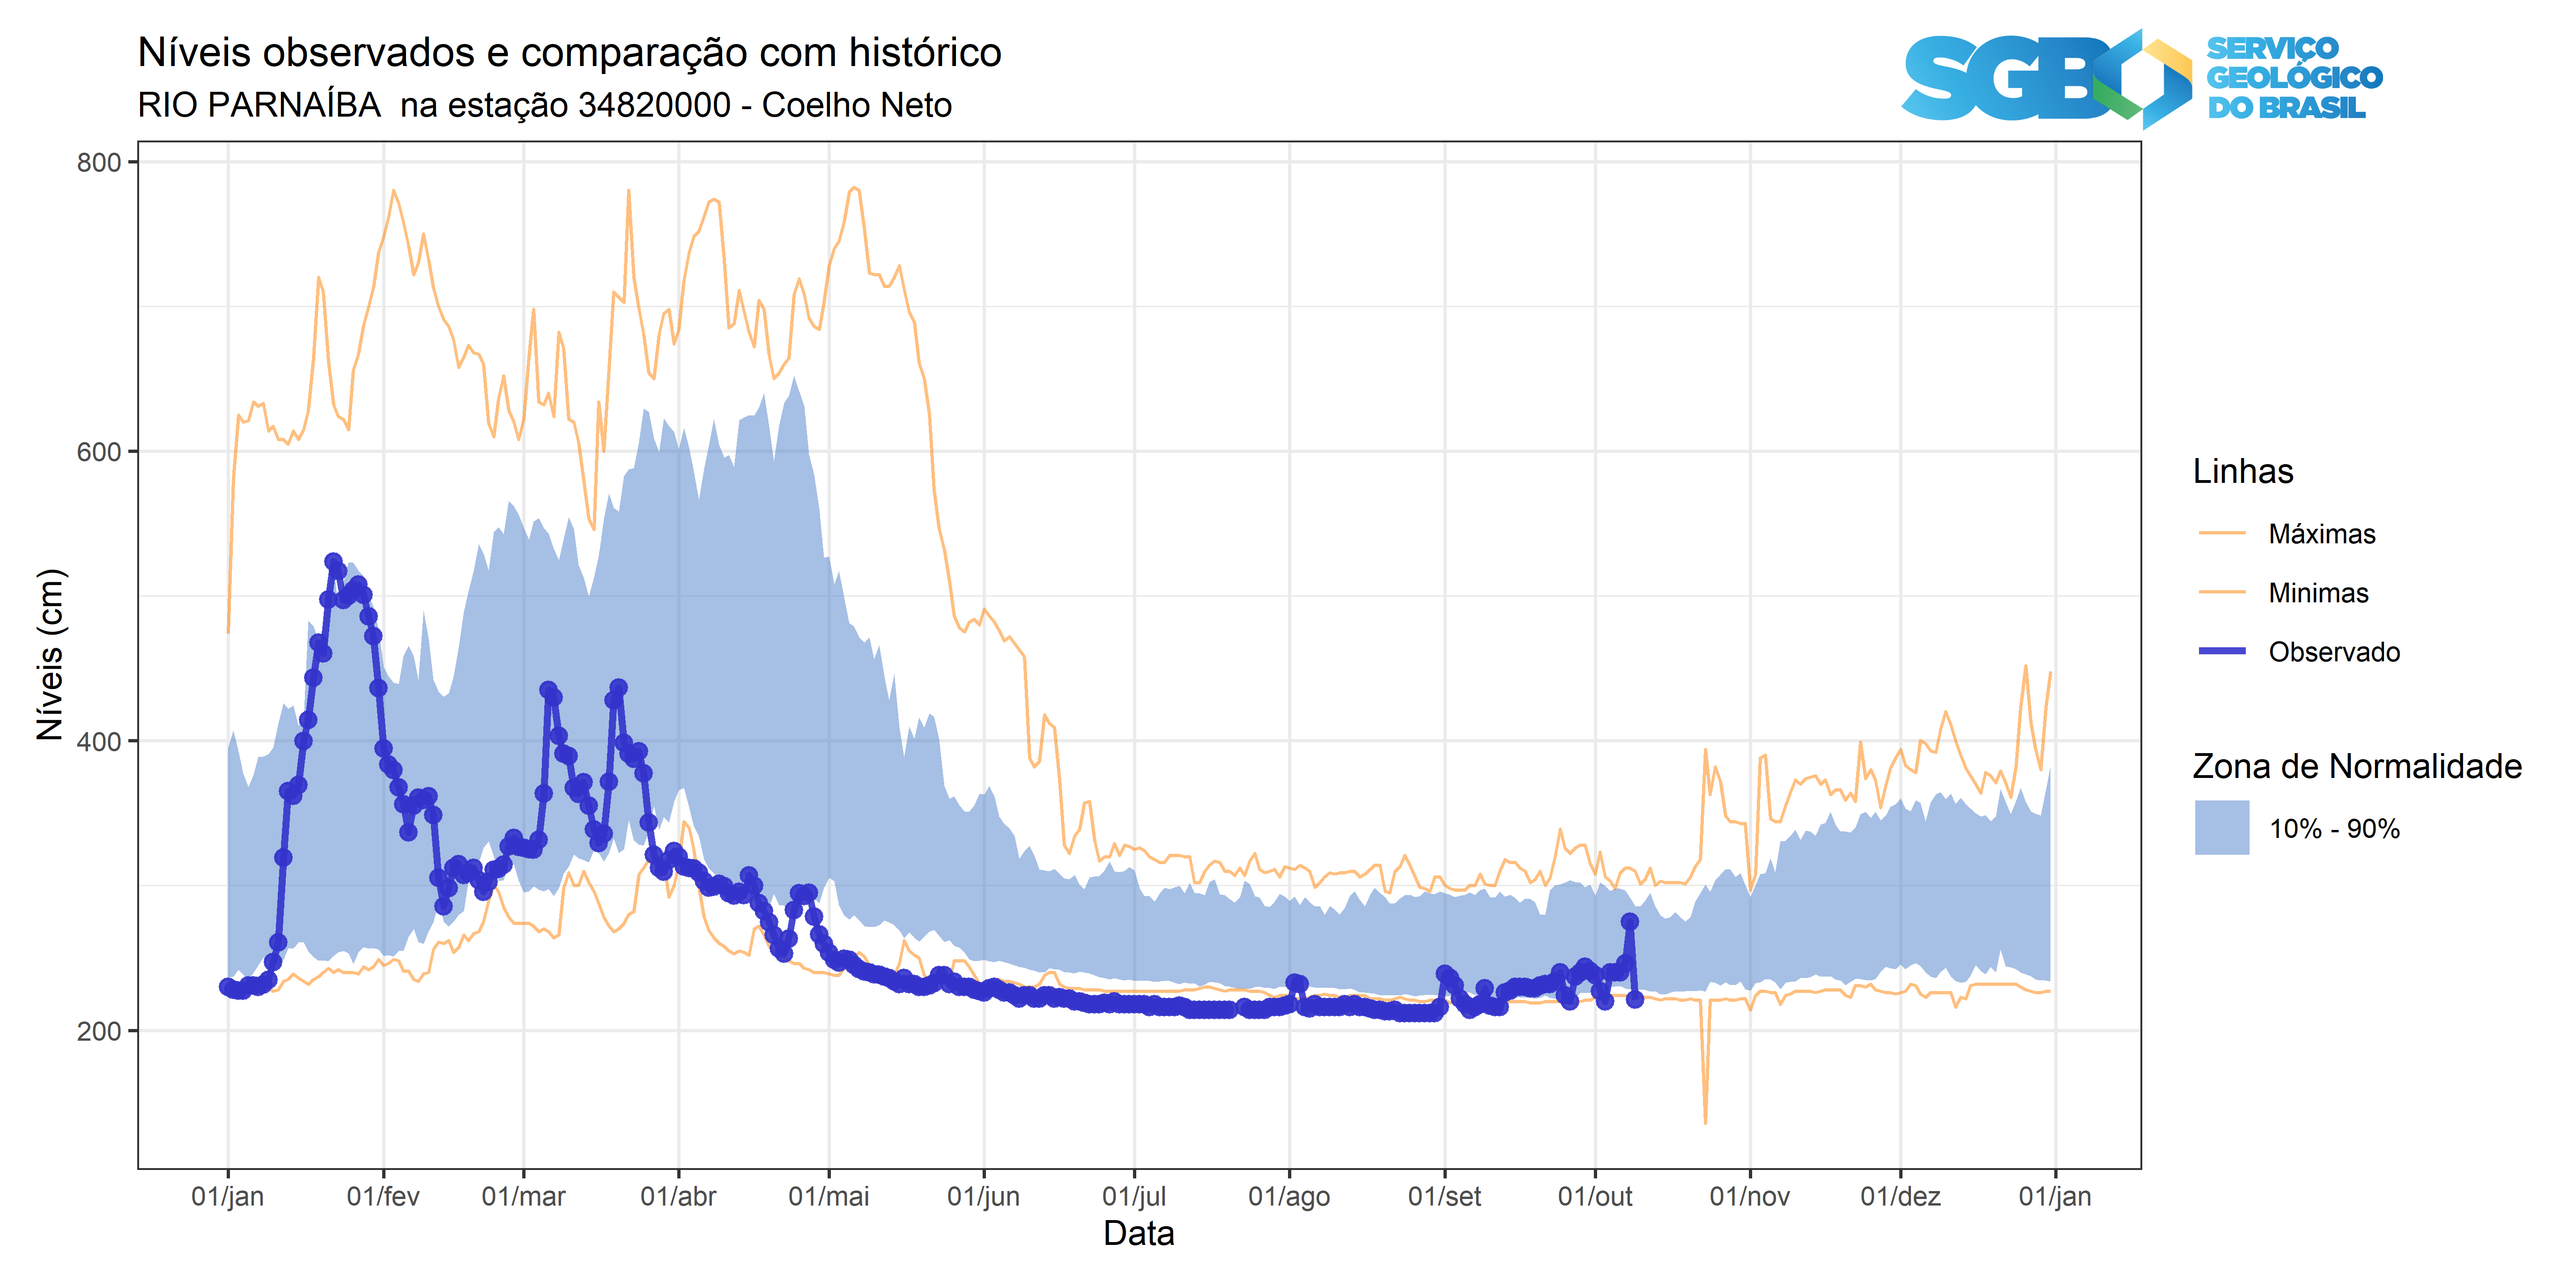 Níveis observados e comparação com histórico
RIO PARNAÍBA  na estação 34820000 - Coelho Neto
SGB
SERVIÇO
GEOLÓGICO
DO BRASIL
800
600
400
200
Níveis (cm)
01/jan
01/fev
01/mar
01/abr
01/mai
01/jun
01/jul
01/ago
01/set
01/out
01/nov
01/dez
01/jan
Data
Linhas
Máximas
Minimas
Observado
Zona de Normalidade
10% - 90%